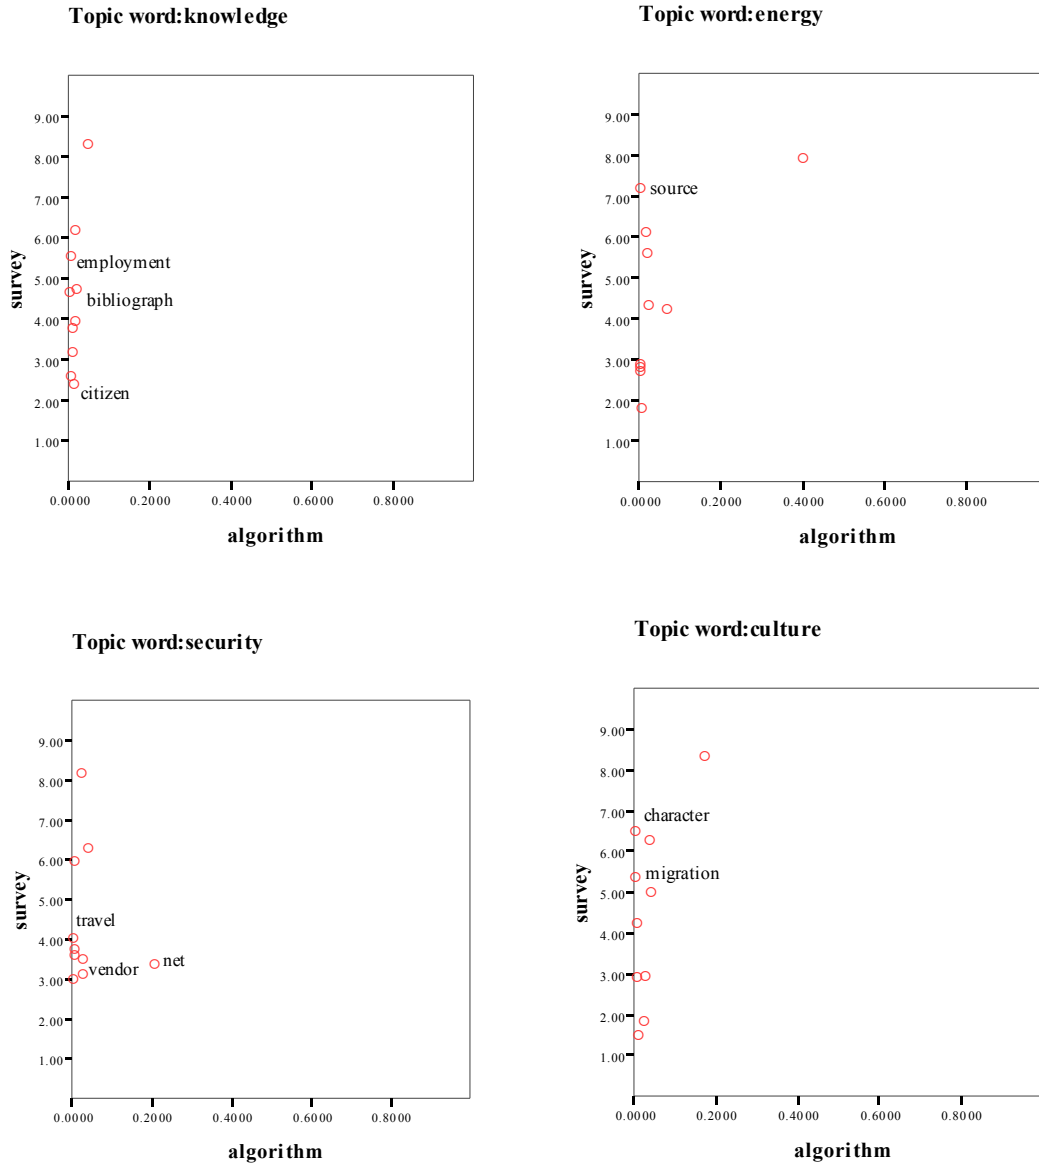 Topic word:knowledge
9.00
8.00
7.00
6.00
5.00
4.00
3.00
2.00
1.00
survey
employment
bibliograph
citizen
0.0000 0.2000 0.4000 0.6000 0.8000
algorithm
Topic word:energy
9.00
8.00
7.00
6.00
5.00
4.00
3.00
2.00
1.00
survey
source
0.0000 0.2000 0.4000 0.6000 0.8000
algorithm
Topic word:security
9.00
8.00
7.00
6.00
5.00
4.00
3.00
2.00
1.00
survey
travel
vendor
net
0.0000 0.2000 0.4000 0.6000 0.8000
algorithm
Topic word:culture
9.00
8.00
7.00
6.00
5.00
4.00
3.00
2.00
1.00
survey
character
migration
0.0000 0.2000 0.4000 0.6000 0.8000
algorithm